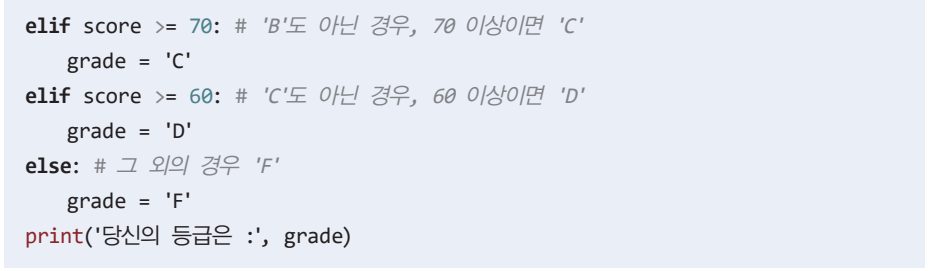 elif score >= 70: # 'B'도 아닌 경우, 70 이상이면 'C'
    grade = 'C'
elif score >= 60: # 'C'도 아닌 경우, 60 이상이면 'D'
    grade = 'D'
else: # 그 외의 경우 'F'
    grade = 'F'
print('당신의 등급은 :', grade)